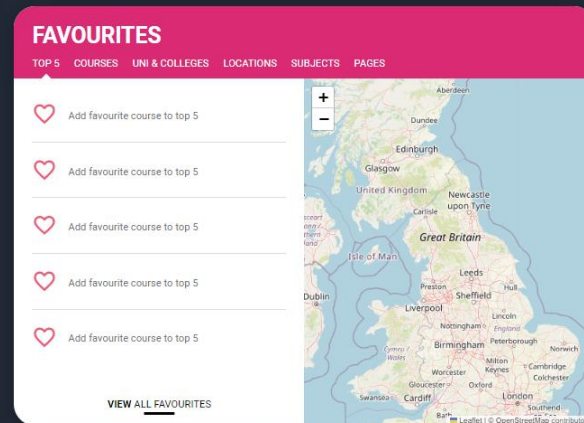 FAVOURITES
TOP 5 COURSES UNI & COLLEGES LOCATIONS SUBJECTS PAGES
Add favourite course to top 5
Add favourite course to top 5
Add favourite course to top 5
Add favourite course to top 5
Add favourite course to top 5
VIEW ALL FAVOURITES
+
−
Aberdeen
Dundee
Edinburgh
Glasgow
United Kingdom
Newcastle
upon Tyne
Carlisle
Great Britain
Isle of Man
Leeds
Preston
Hull
Dublin
Sheffield
Liverpool
Lincoln
Nottingham
England
Birmingham
Peterborough
Norwich
Cymru /
Wales
Milton
Keynes
Cambridge
Worcester
Colchester
Gloucester
Oxford
Swansea
Cardiff
London
Southend-
Bath
Leaflet | © OpenStreetMap contributo